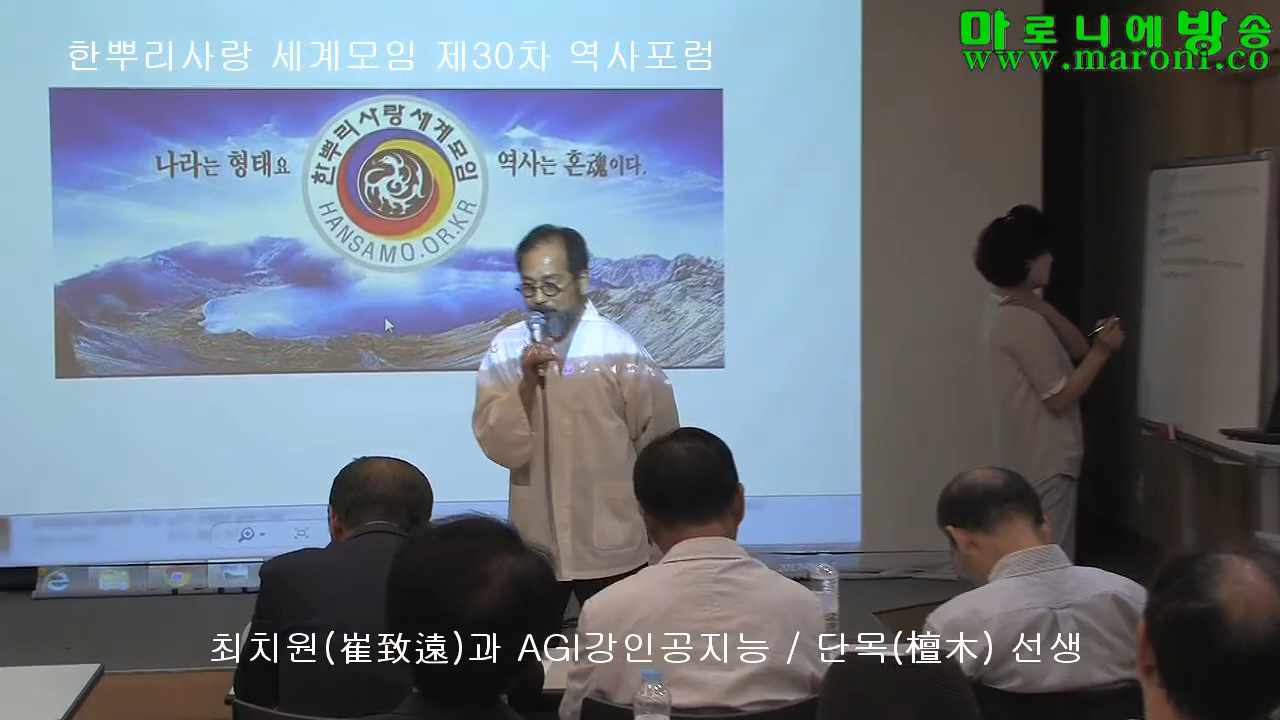 마로니에방송
www.maroni.co
한뿌리사랑 세계모임 제30차 역사포럼
한뿌리사랑세계모임
나라는 형태요
역사는 혼魂이다.
HANSAMO.OR.KR
최치원(崔致遠)과 AGI강인공지능 / 단목(檀木) 선생